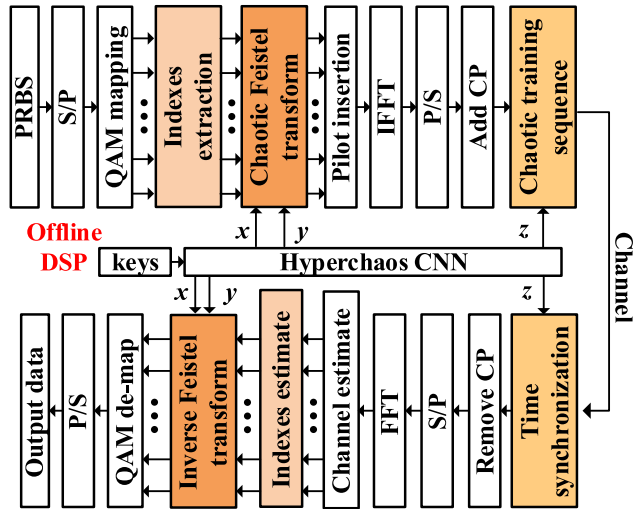 PRBS
S/P
QAM mapping
Indexes
extraction
Chaotic Feistel
transform
Pilot insertion
IFFT
P/S
Add CP
Chaotic training
sequence
Channel
Offline
DSP
x
y
z
keys
Hyperchaos CNN
x
y
z
Output data
P/S
QAM de-map
Inverse Feistel
transform
Indexes estimate
Channel estimate
FFT
S/P
Remove CP
Time
synchronization